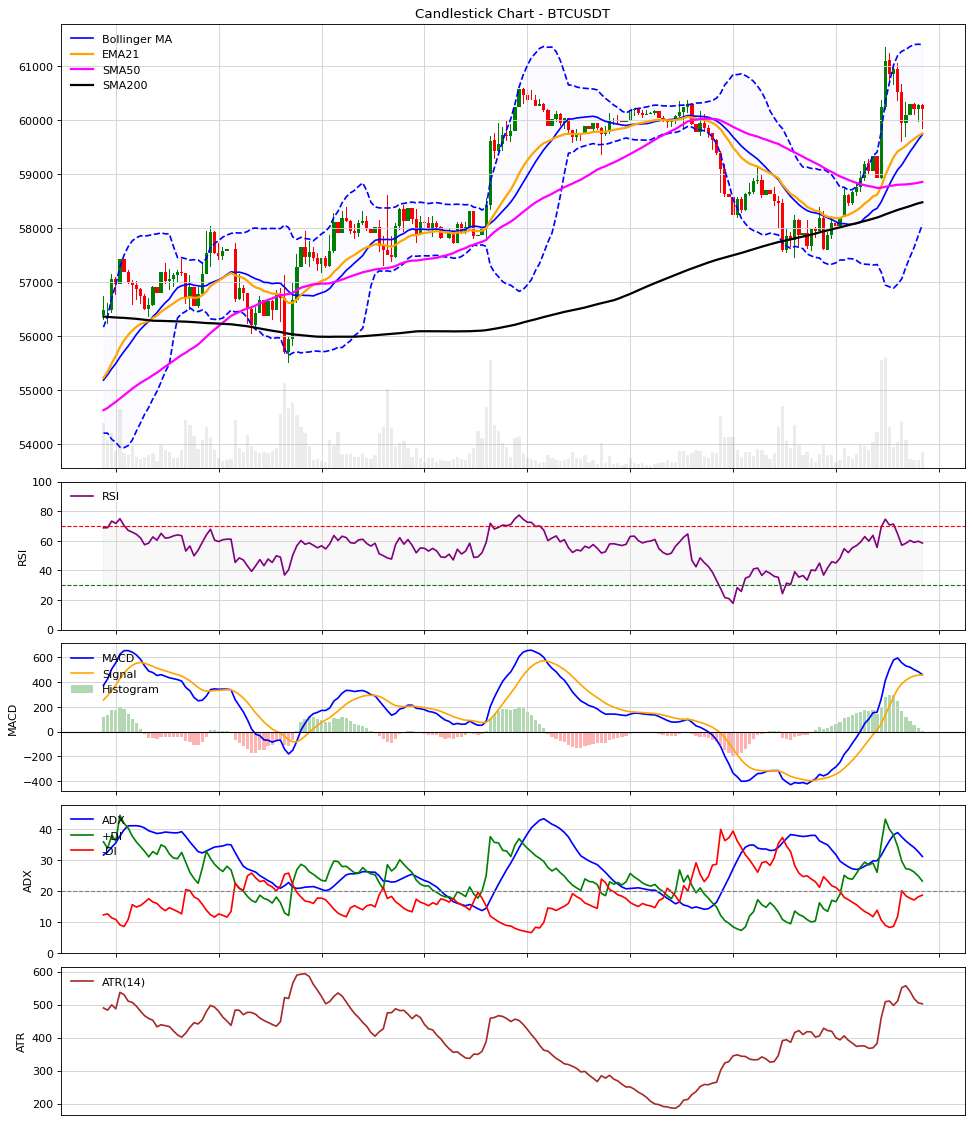 Candlestick Chart - BTCUSDT
Bollinger MA
EMA21
SMA50
SMA200
61000
60000
59000
58000
57000
56000
55000
54000
RSI
RSI
100
80
60
40
20
0
MACD
Signal
Histogram
MACD
600
400
200
0
−200
−400
ADX
+DI
-DI
ADX
40
30
20
10
0
ATR(14)
ATR
600
500
400
300
200